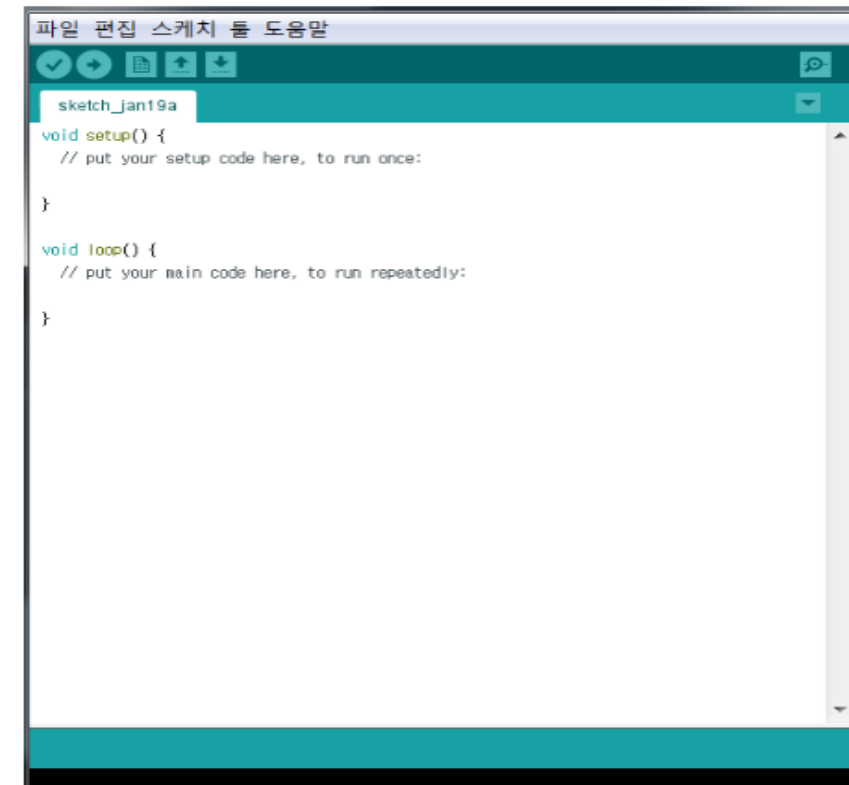 파일 편집 스케치 툴 도움말
sketch_jan19a
void setup() {
  // put your setup code here, to run once:
}
void loop() {
  // put your main code here, to run repeatedly:
}